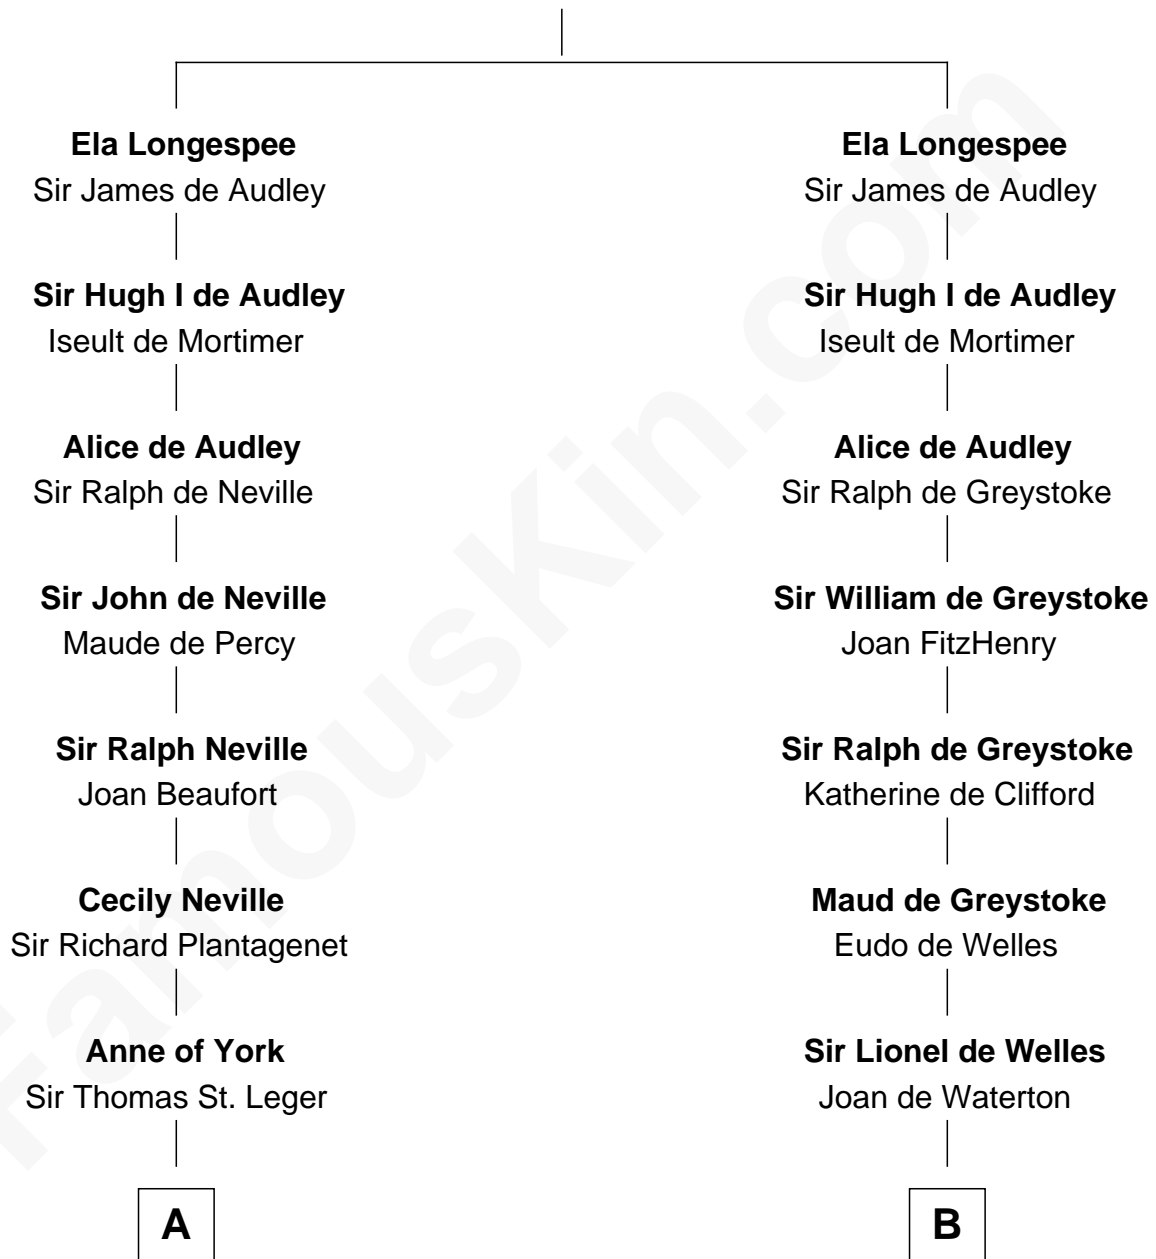 Ela Longespee
Sir James de Audley
Sir Hugh I de Audley
Iseult de Mortimer
Alice de Audley
Sir Ralph de Neville
Sir John de Neville
Maude de Percy
Sir Ralph Neville
Joan Beaufort
Cecily Neville
Sir Richard Plantagenet
Anne of York
Sir Thomas St. Leger
A
Ela Longespee
Sir James de Audley
Sir Hugh I de Audley
Iseult de Mortimer
Alice de Audley
Sir Ralph de Greystoke
Sir William de Greystoke
Joan FitzHenry
Sir Ralph de Greystoke
Katherine de Clifford
Maud de Greystoke
Eudo de Welles
Sir Lionel de Welles
Joan de Waterton
B
FamousKin.com